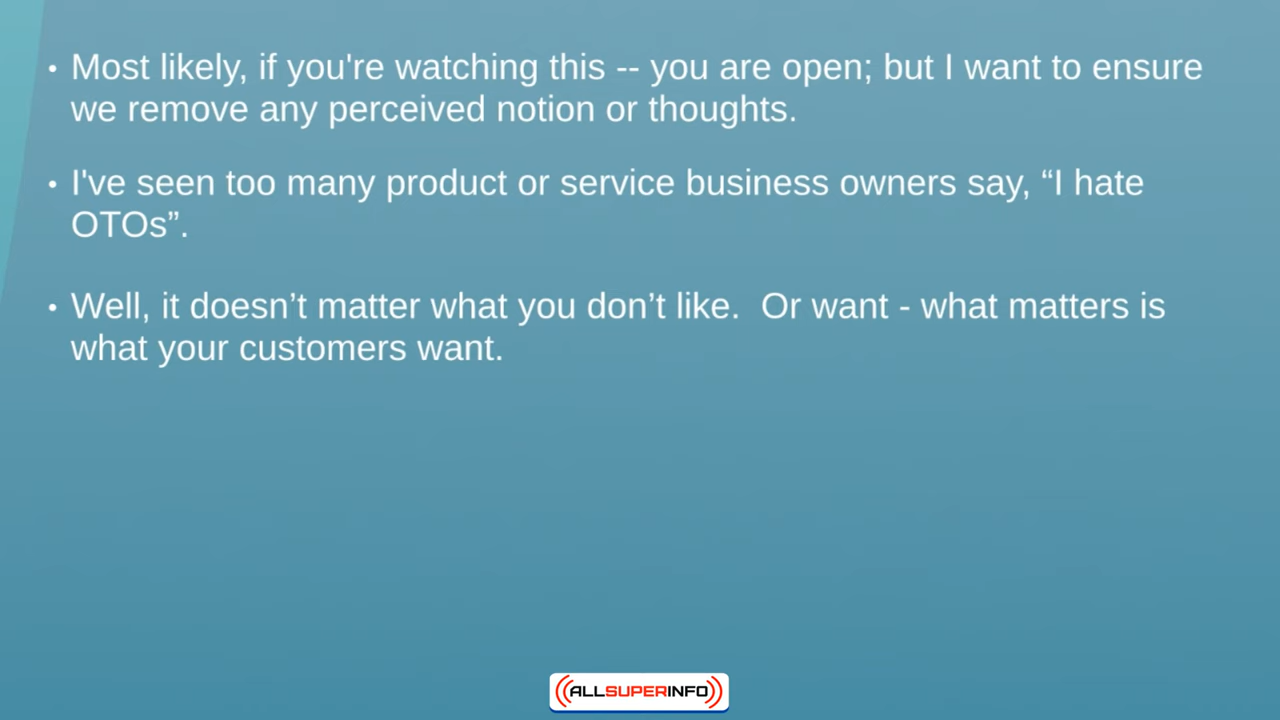 • Most likely, if you're watching this -- you are open; but I want to ensure
we remove any perceived notion or thoughts.
• I've seen too many product or service business owners say, “I hate
OTOs”.
• Well, it doesn’t matter what you don’t like.  Or want - what matters is
what your customers want.
ALLSUPERINFO